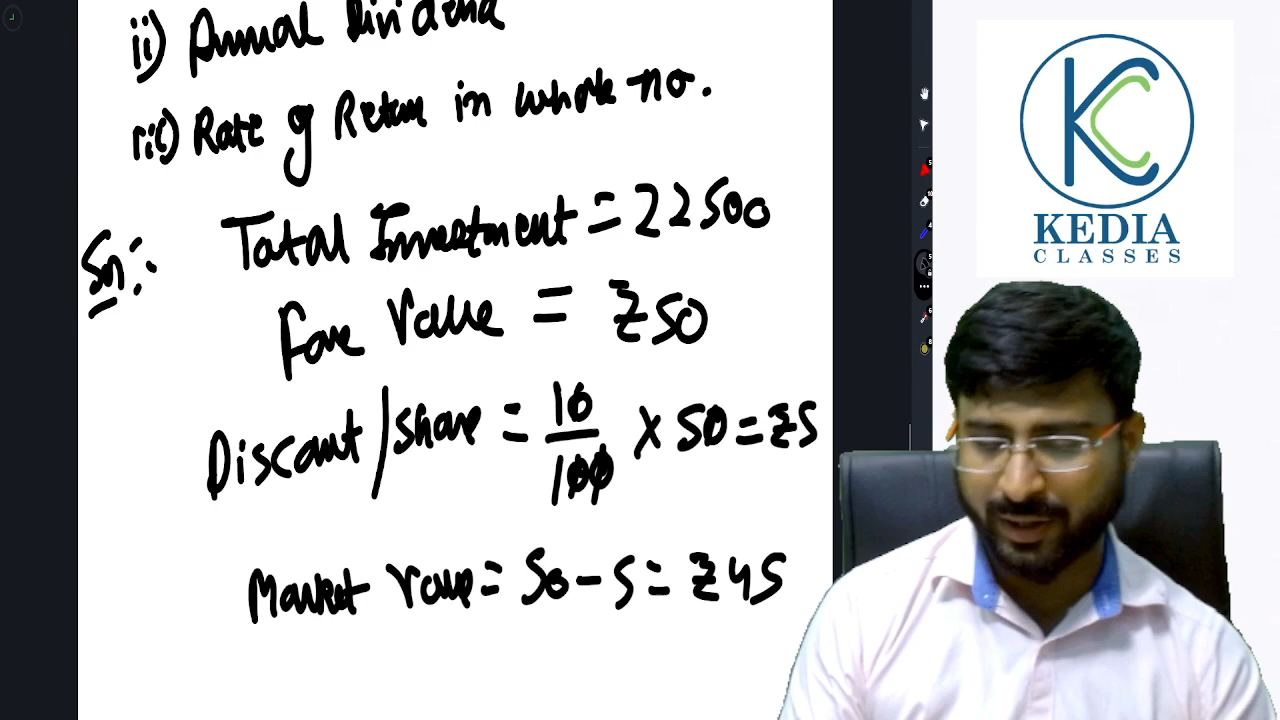 ii) Annual Dividend
iii) Rate of Return in whole no.
Sol:- Total Investment = 22500
Face Value = ₹50
Discount/share = 10/100 × 50 = ₹5
Market Value = 50 - 5 = ₹45
KC
KEDIA
CLASSES